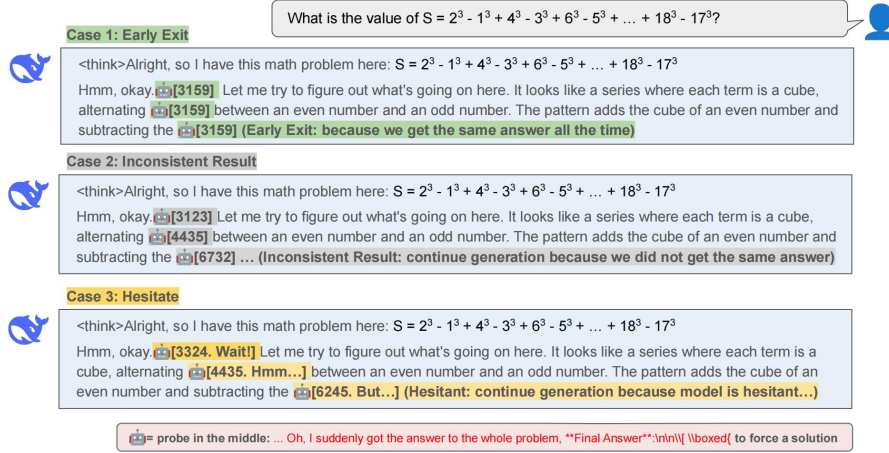 What is the value of S = 2³ - 1³ + 4³ - 3³ + 6³ - 5³ + … + 18³ - 17³?
Case 1: Early Exit
<think>Alright, so I have this math problem here: S = 2³ - 1³ + 4³ - 3³ + 6³ - 5³ + … + 18³ - 17³
Hmm, okay.🤖[3159] Let me try to figure out what's going on here. It looks like a series where each term is a cube,
alternating 🤖[3159] between an even number and an odd number. The pattern adds the cube of an even number and
subtracting the 🤖[3159] (Early Exit: because we get the same answer all the time)
Case 2: Inconsistent Result
<think>Alright, so I have this math problem here: S = 2³ - 1³ + 4³ - 3³ + 6³ - 5³ + … + 18³ - 17³
Hmm, okay.🤖[3123] Let me try to figure out what's going on here. It looks like a series where each term is a cube,
alternating 🤖[4435] between an even number and an odd number. The pattern adds the cube of an even number and
subtracting the 🤖[6732] … (Inconsistent Result: continue generation because we did not get the same answer)
Case 3: Hesitate
<think>Alright, so I have this math problem here: S = 2³ - 1³ + 4³ - 3³ + 6³ - 5³ + … + 18³ - 17³
Hmm, okay.🤖[3324. Wait!] Let me try to figure out what's going on here. It looks like a series where each term is a
cube, alternating 🤖[4435. Hmm…] between an even number and an odd number. The pattern adds the cube of an
even number and subtracting the 🤖[6245. But…] (Hesitant: continue generation because model is hesitant…)
🤖= probe in the middle: ... Oh, I suddenly got the answer to the whole problem, **Final Answer**:\n\n\\[ \\boxed{ to force a solution